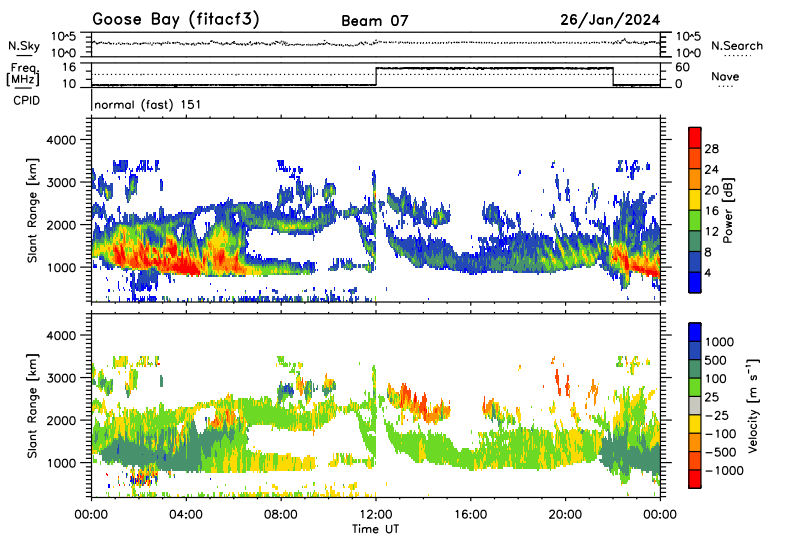 Goose Bay (fitacf3) Beam 07 26/Jan/2024
10^5 10^5
N.Sky N.Search
10^0 10^0
Freq. 16 60
[MHz] Nave
10 0
CPID normal (fast) 151
4000
3000
2000
1000
Slant Range [km]
28
24
20
16
12
8
4
Power [dB]
4000
3000
2000
1000
Slant Range [km]
1000
500
100
25
-25
-100
-500
-1000
Velocity [m s⁻¹]
00:00 04:00 08:00 12:00 16:00 20:00 00:00
Time UT